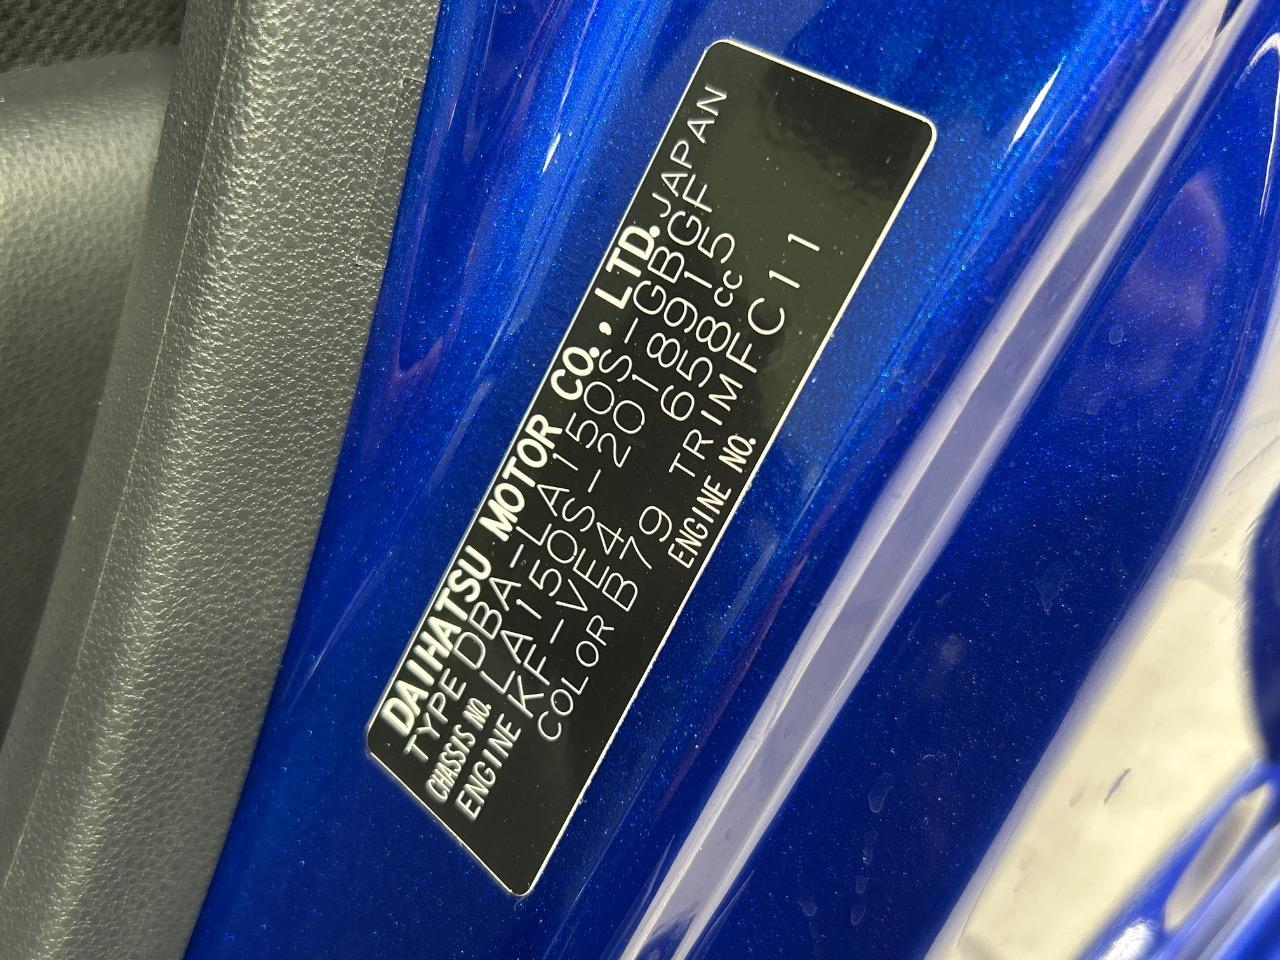 DAIHATSU MOTOR CO., LTD. JAPAN
TYPE DBA-LA150S-GBGF
CHASSIS NO. LA150S-2018915
ENGINE KF-VE4 658cc
COLOR B79 TRIM FC11
ENGINE NO.